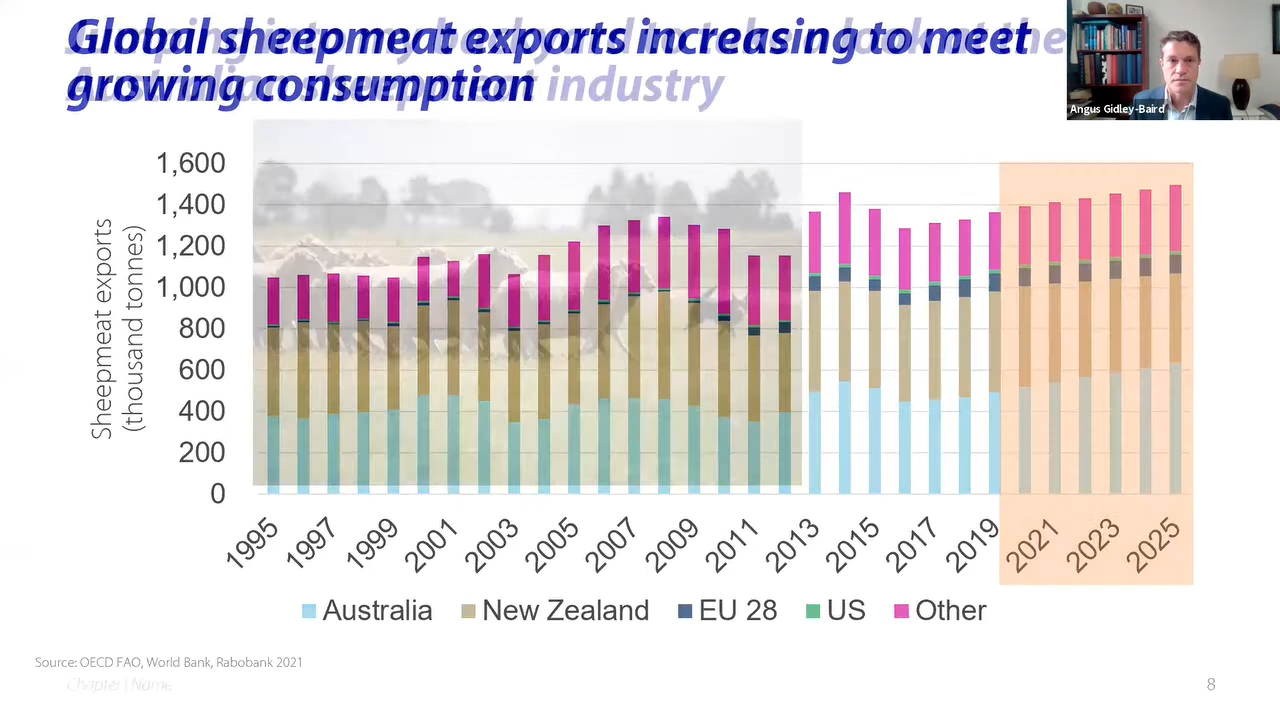 Global sheepmeat exports increasing to meet
growing consumption
Angus Gidley-Baird
Sheepmeat exports
(thousand tonnes)
1,600
1,400
1,200
1,000
800
600
400
200
0
1995
1997
1999
2001
2003
2005
2007
2009
2011
2013
2015
2017
2019
2021
2023
2025
Australia
New Zealand
EU 28
US
Other
Source: OECD FAO, World Bank, Rabobank 2021
Chapter | Name
8